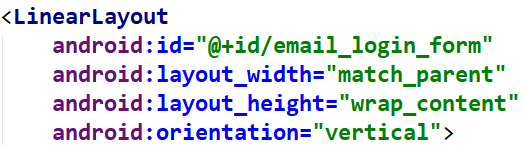 <LinearLayout
android:id="@+id/email_login_form"
android:layout_width="match_parent"
android:layout_height="wrap_content"
android:orientation="vertical">